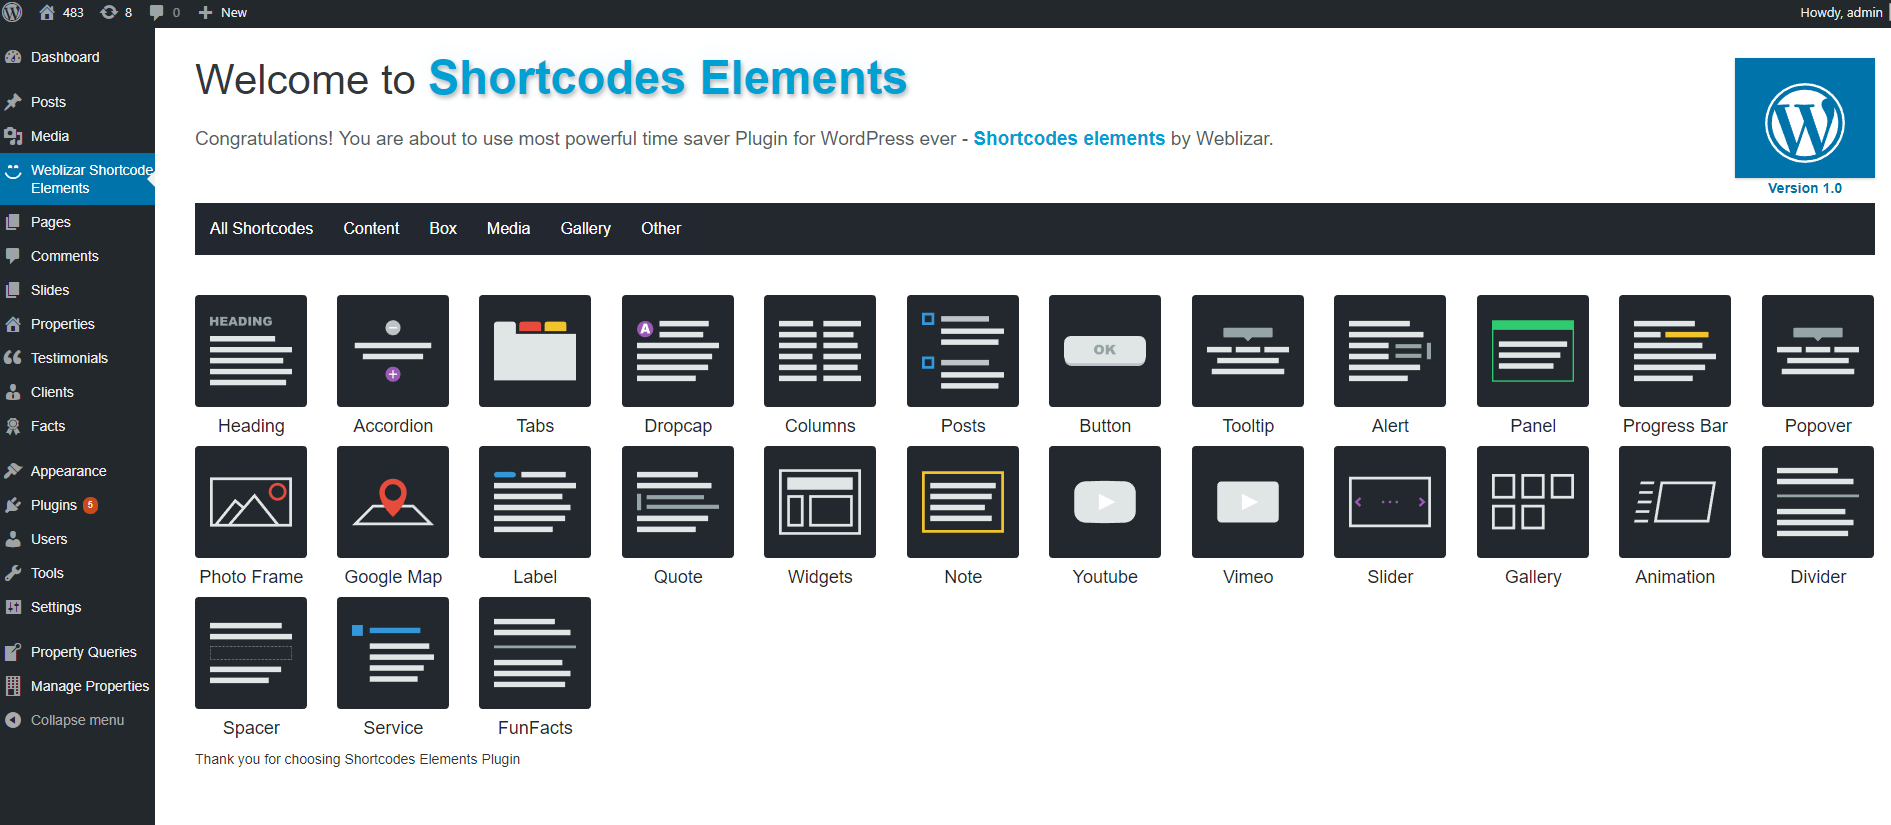 483 8 0 New Howdy, admin
Dashboard
Posts
Media
Weblizar Shortcode
Elements
Pages
Comments
Slides
Properties
Testimonials
Clients
Facts
Appearance
Plugins 5
Users
Tools
Settings
Property Queries
Manage Properties
Collapse menu
Welcome to Shortcodes Elements
Congratulations! You are about to use most powerful time saver Plugin for WordPress ever - Shortcodes elements by Weblizar.
W
Version 1.0
All Shortcodes Content Box Media Gallery Other
HEADING
A
OK
Heading Accordion Tabs Dropcap Columns Posts Button Tooltip Alert Panel Progress Bar Popover
Photo Frame Google Map Label Quote Widgets Note Youtube Vimeo Slider Gallery Animation Divider
Spacer Service FunFacts
Thank you for choosing Shortcodes Elements Plugin